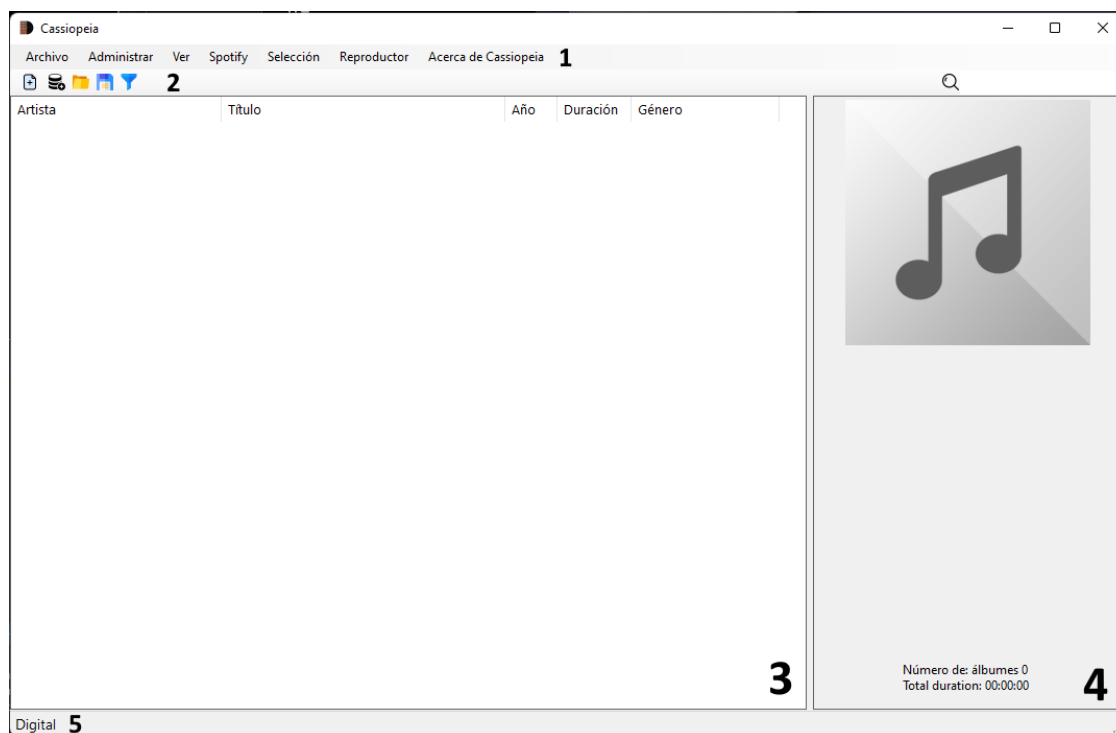 Cassiopeia
Archivo Administrar Ver Spotify Selección Reproductor Acerca de Cassiopeia 1
2
Artista Título Año Duración Género
3
Número de: álbumes 0
Total duration: 00:00:00
4
Digital 5